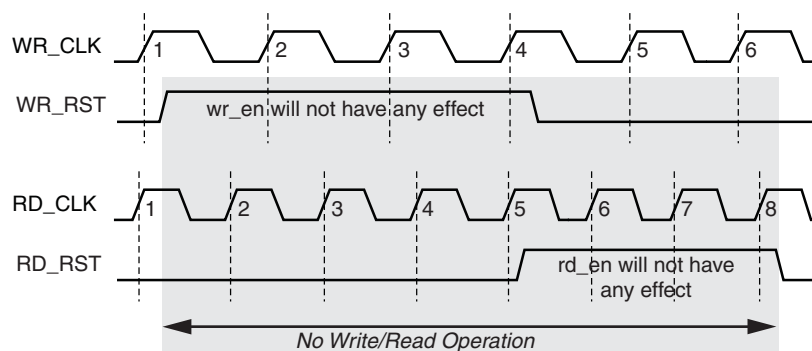 WR_CLK 1 2 3 4 5 6
WR_RST wr_en will not have any effect
RD_CLK 1 2 3 4 5 6 7 8
RD_RST rd_en will not have
any effect
No Write/Read Operation